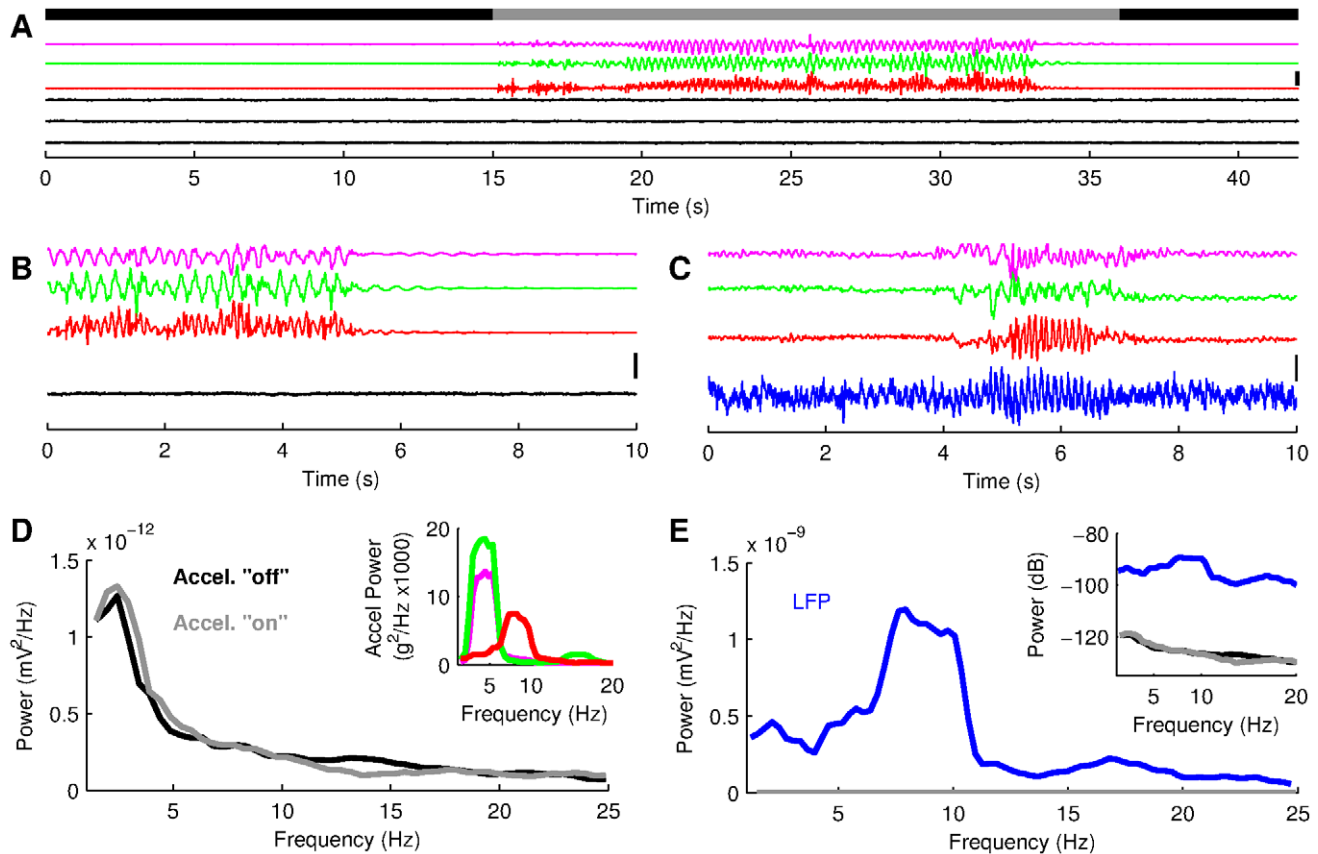 A
0 5 10 15 20 25 30 35 40
Time (s)
B
0 2 4 6 8 10
Time (s)
C
0 2 4 6 8 10
Time (s)
D
x 10⁻¹²
1.5
1
0.5
0
Power (mV²/Hz)
Accel. "off"
Accel. "on"
5 10 15 20 25
Frequency (Hz)
20
10
0
Accel Power
(g²/Hz x1000)
5 10 20
Frequency (Hz)
E
x 10⁻⁹
1.5
1
0.5
0
Power (mV²/Hz)
LFP
5 10 15 20 25
Frequency (Hz)
−80
−100
−120
Power (dB)
5 10 20
Frequency (Hz)